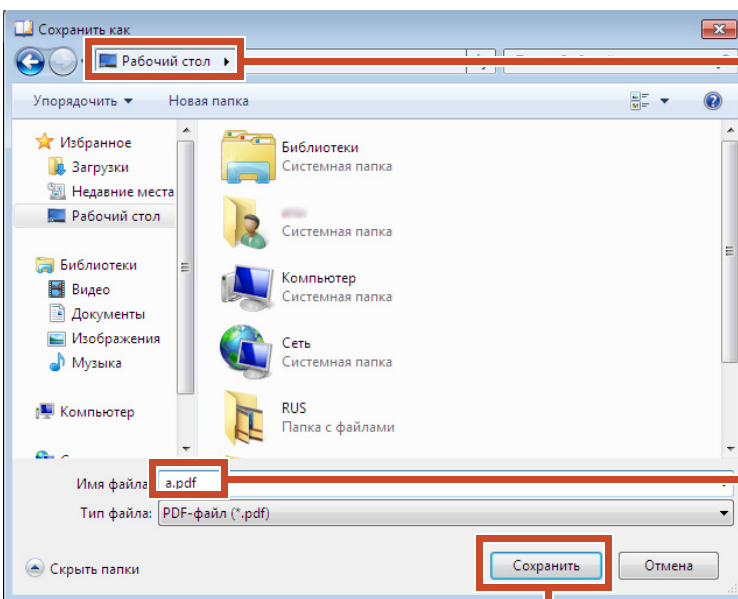 Сохранить как
Рабочий стол
Упорядочить
Новая папка
Избранное
Загрузки
Недавние места
Рабочий стол
Библиотеки
Видео
Документы
Изображения
Музыка
Компьютер
Библиотеки
Системная папка
Системная папка
Компьютер
Системная папка
Сеть
Системная папка
RUS
Папка с файлами
Имя файла
a.pdf
Тип файла: PDF-файл (*.pdf)
Скрыть папки
Сохранить
Отмена